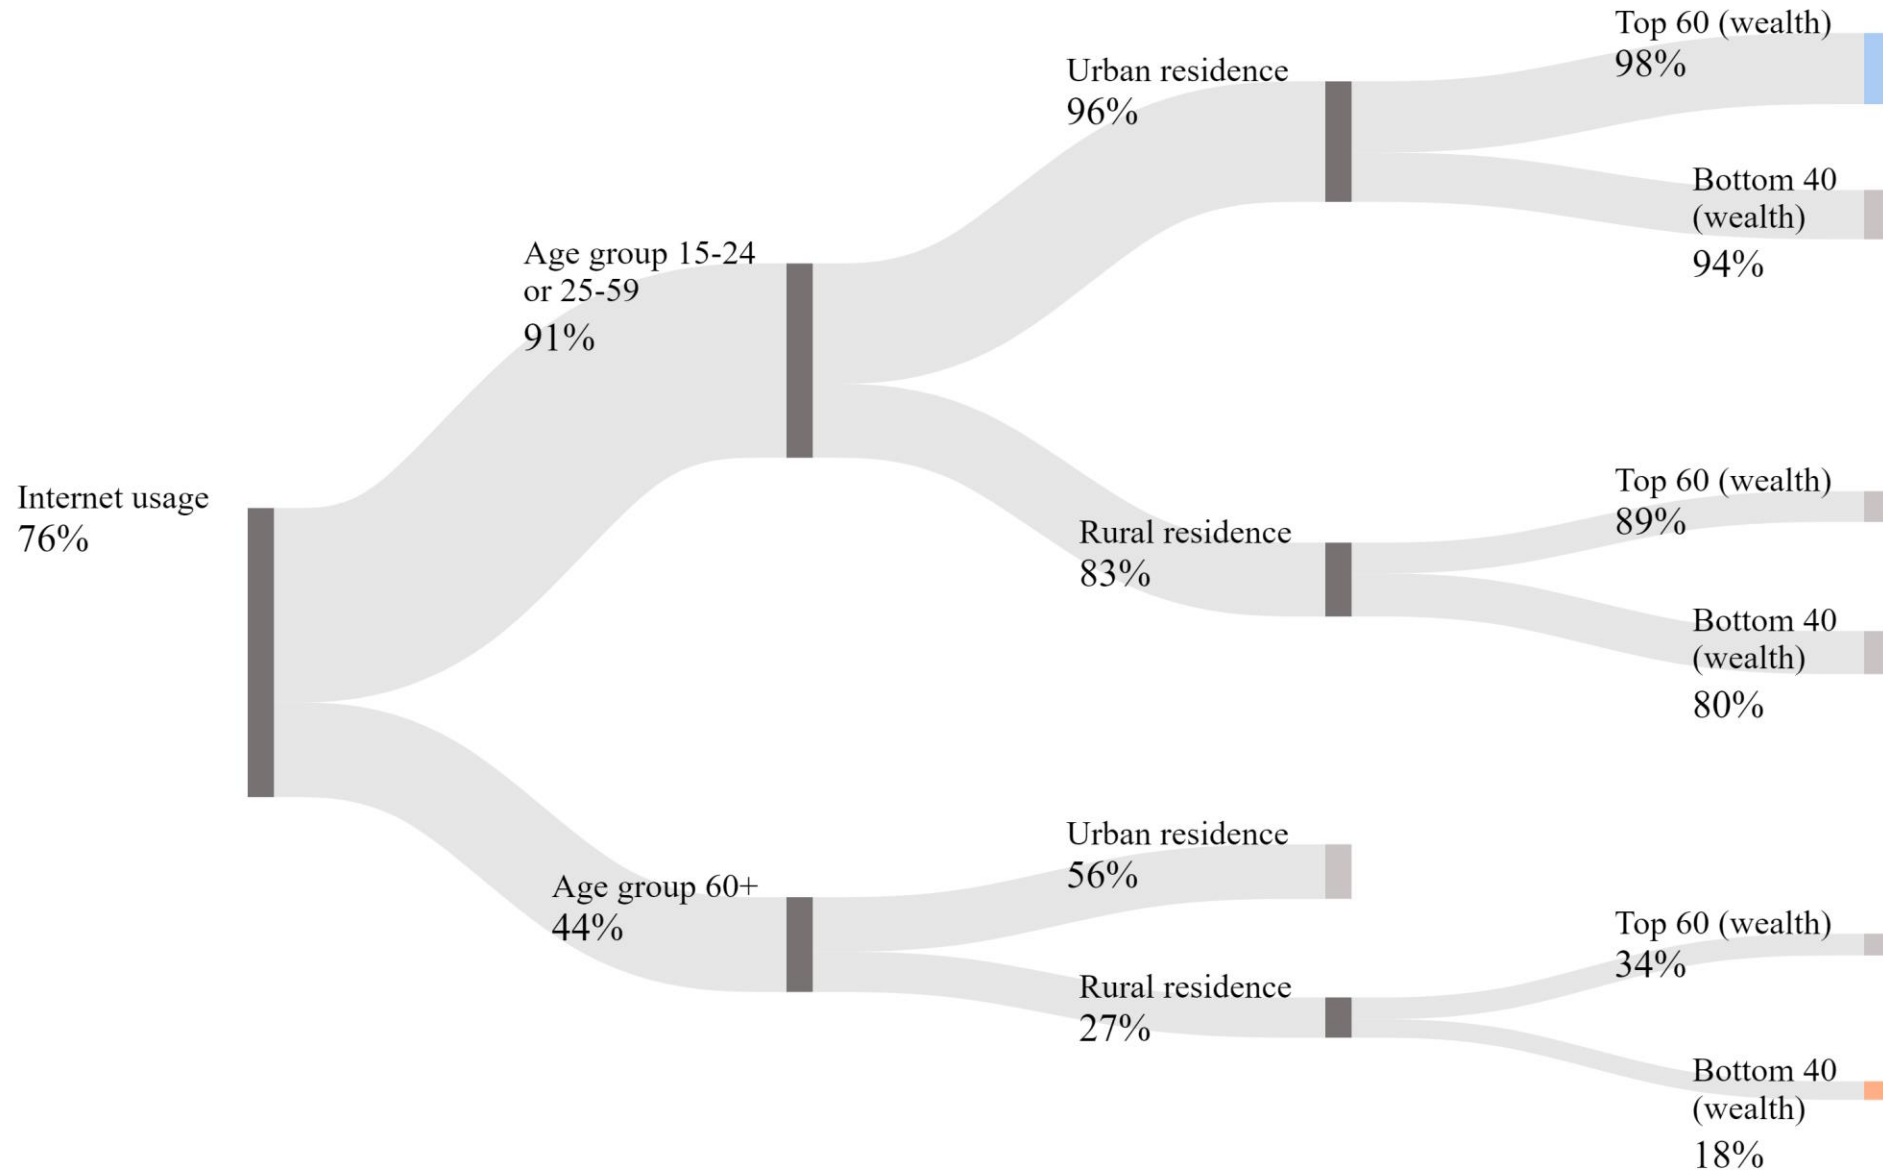 Top 60 (wealth)
98%
Urban residence
96%
Bottom 40
(wealth)
94%
Age group 15-24
or 25-59
91%
Internet usage
76%
Top 60 (wealth)
89%
Rural residence
83%
Bottom 40
(wealth)
80%
Urban residence
56%
Age group 60+
44%
Top 60 (wealth)
34%
Rural residence
27%
Bottom 40
(wealth)
18%